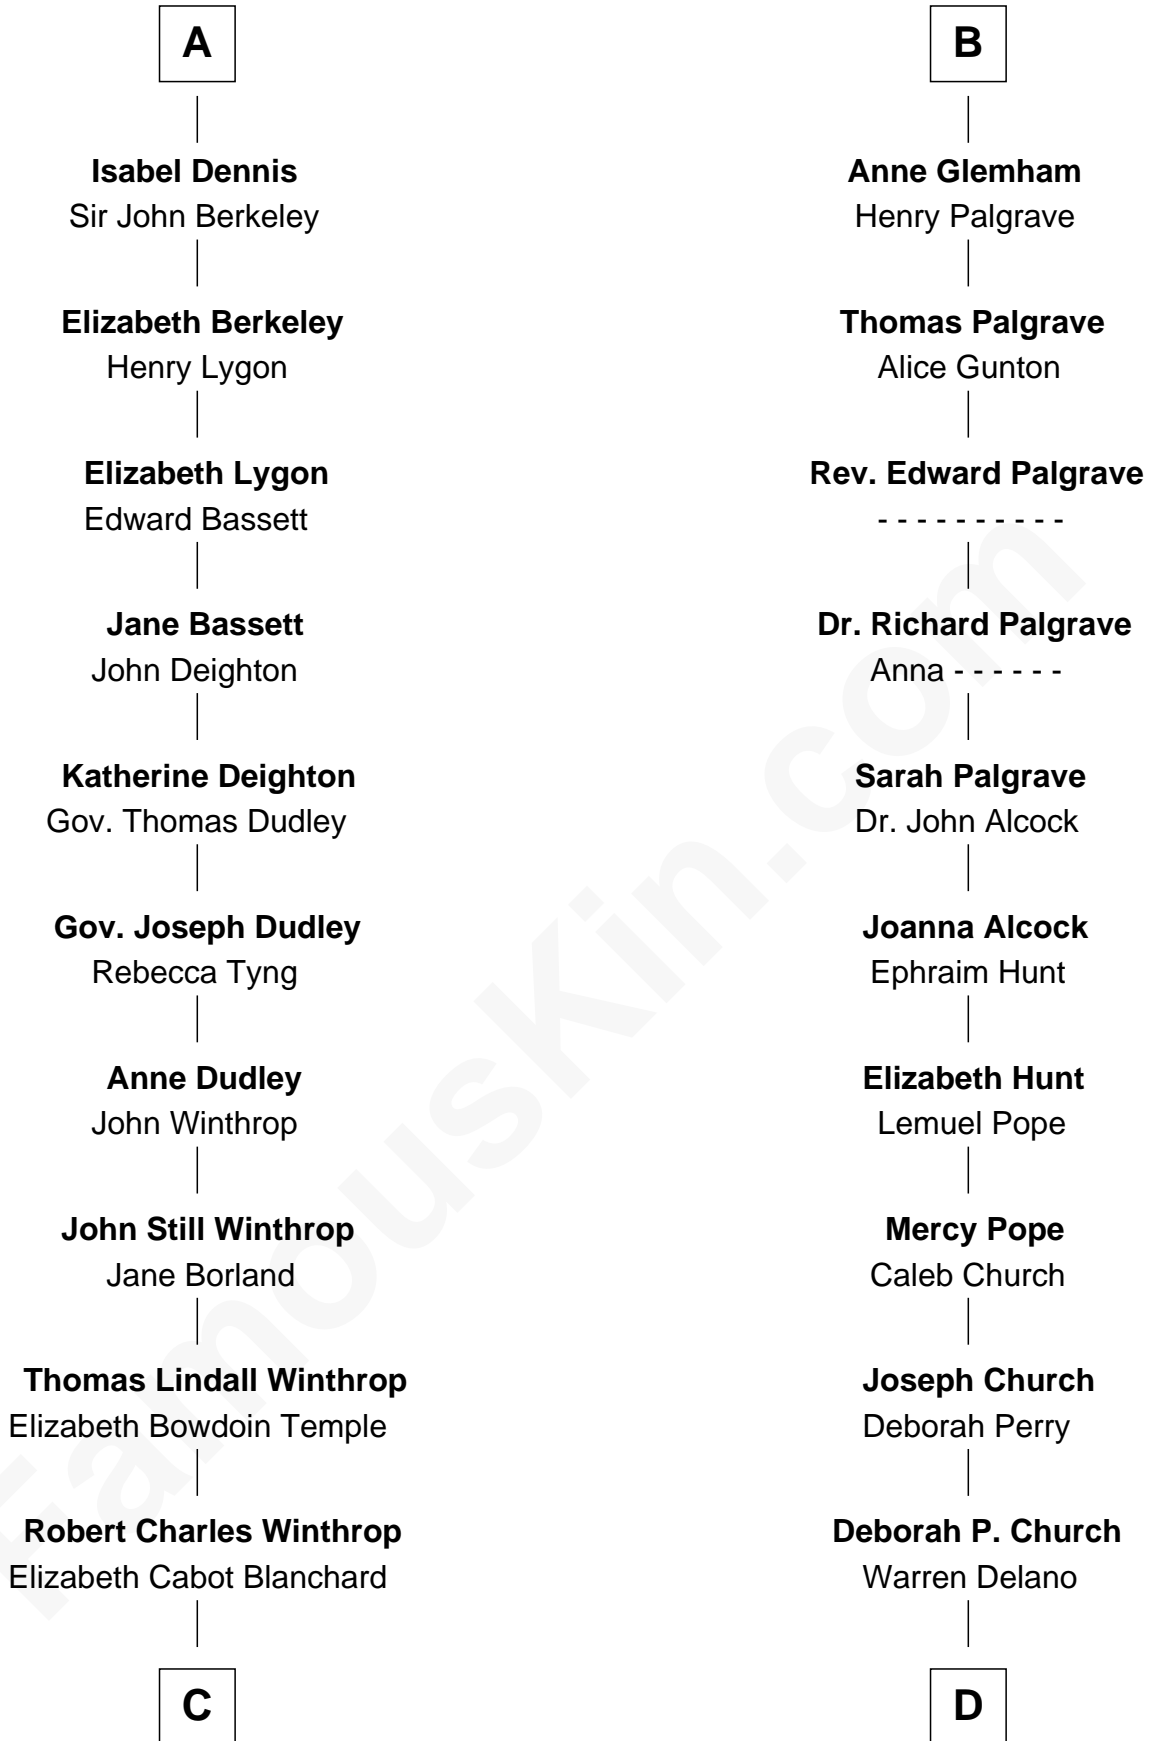 A
Isabel Dennis
Sir John Berkeley
Elizabeth Berkeley
Henry Lygon
Elizabeth Lygon
Edward Bassett
Jane Bassett
John Deighton
Katherine Deighton
Gov. Thomas Dudley
Gov. Joseph Dudley
Rebecca Tyng
Anne Dudley
John Winthrop
John Still Winthrop
Jane Borland
Thomas Lindall Winthrop
Elizabeth Bowdoin Temple
Robert Charles Winthrop
Elizabeth Cabot Blanchard
C
B
Anne Glemham
Henry Palgrave
Thomas Palgrave
Alice Gunton
Rev. Edward Palgrave
- - - - - - - - - -
Dr. Richard Palgrave
Anna - - - - - -
Sarah Palgrave
Dr. John Alcock
Joanna Alcock
Ephraim Hunt
Elizabeth Hunt
Lemuel Pope
Mercy Pope
Caleb Church
Joseph Church
Deborah Perry
Deborah P. Church
Warren Delano
D
FamousKin.com